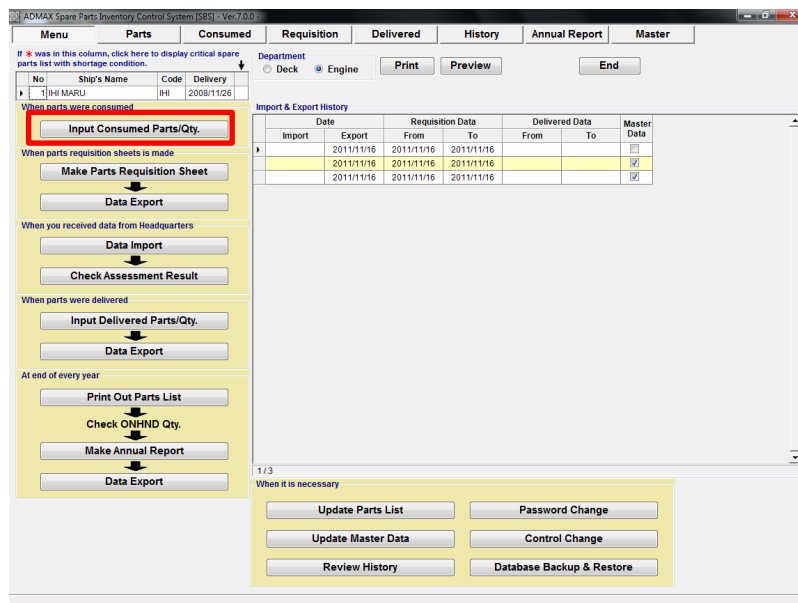 ADMAX Spare Parts Inventory Control System [SBS] - Ver.7.0.0 -
Menu Parts Consumed Requisition Delivered History Annual Report Master
If * was in this column, click here to display critical spare
parts list with shortage condition.
Department
Deck Engine Print Preview End
No Ship's Name Code Delivery
1 IHI MARU IHI 2008/11/26
When parts were consumed
Input Consumed Parts/Qty.
When parts requisition sheets is made
Make Parts Requisition Sheet
Data Export
When you received data from Headquarters
Data Import
Check Assessment Result
When parts were delivered
Input Delivered Parts/Qty.
Data Export
At end of every year
Print Out Parts List
Check ONHND Qty.
Make Annual Report
Data Export
Import & Export History
Date Requisition Data Delivered Data Master Data
Import Export From To From To
2011/11/16 2011/11/16 2011/11/16
2011/11/16 2011/11/16 2011/11/16
2011/11/16 2011/11/16 2011/11/16
1 / 3
When it is necessary
Update Parts List Password Change
Update Master Data Control Change
Review History Database Backup & Restore